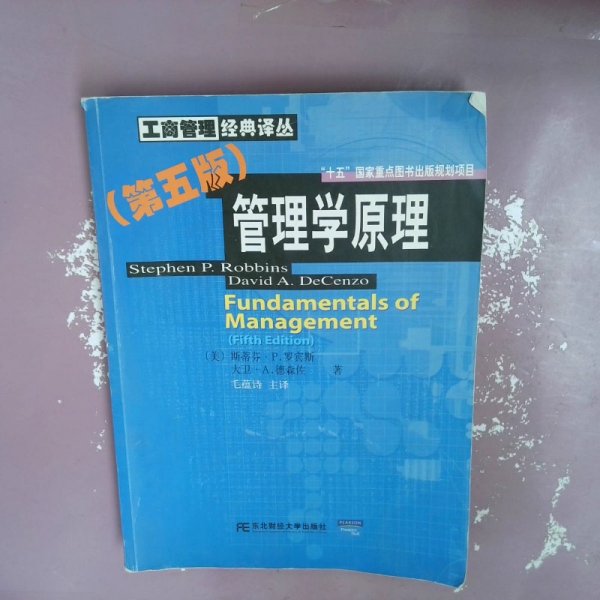 工商管理经典译丛
（第五版）
“十五”国家重点图书出版规划项目
管理学原理
Stephen P. Robbins
David A. DeCenzo
Fundamentals of
Management
(Fifth Edition)
（美）斯蒂芬·P.罗宾斯
大卫·A.德森佐 著
毛蕴诗 主译
东北财经大学出版社
PEARSON